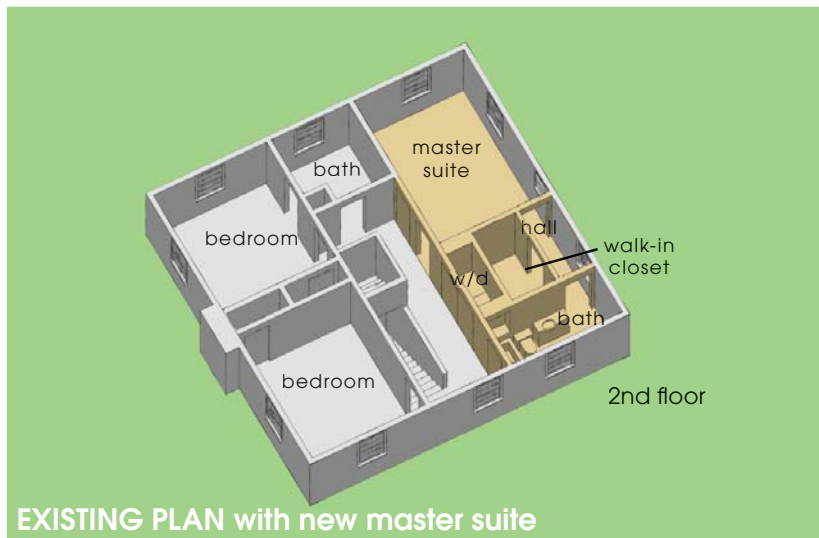 master
suite
bath
hall
bedroom
walk-in
closet
w/d
bath
bedroom
2nd floor
EXISTING PLAN with new master suite